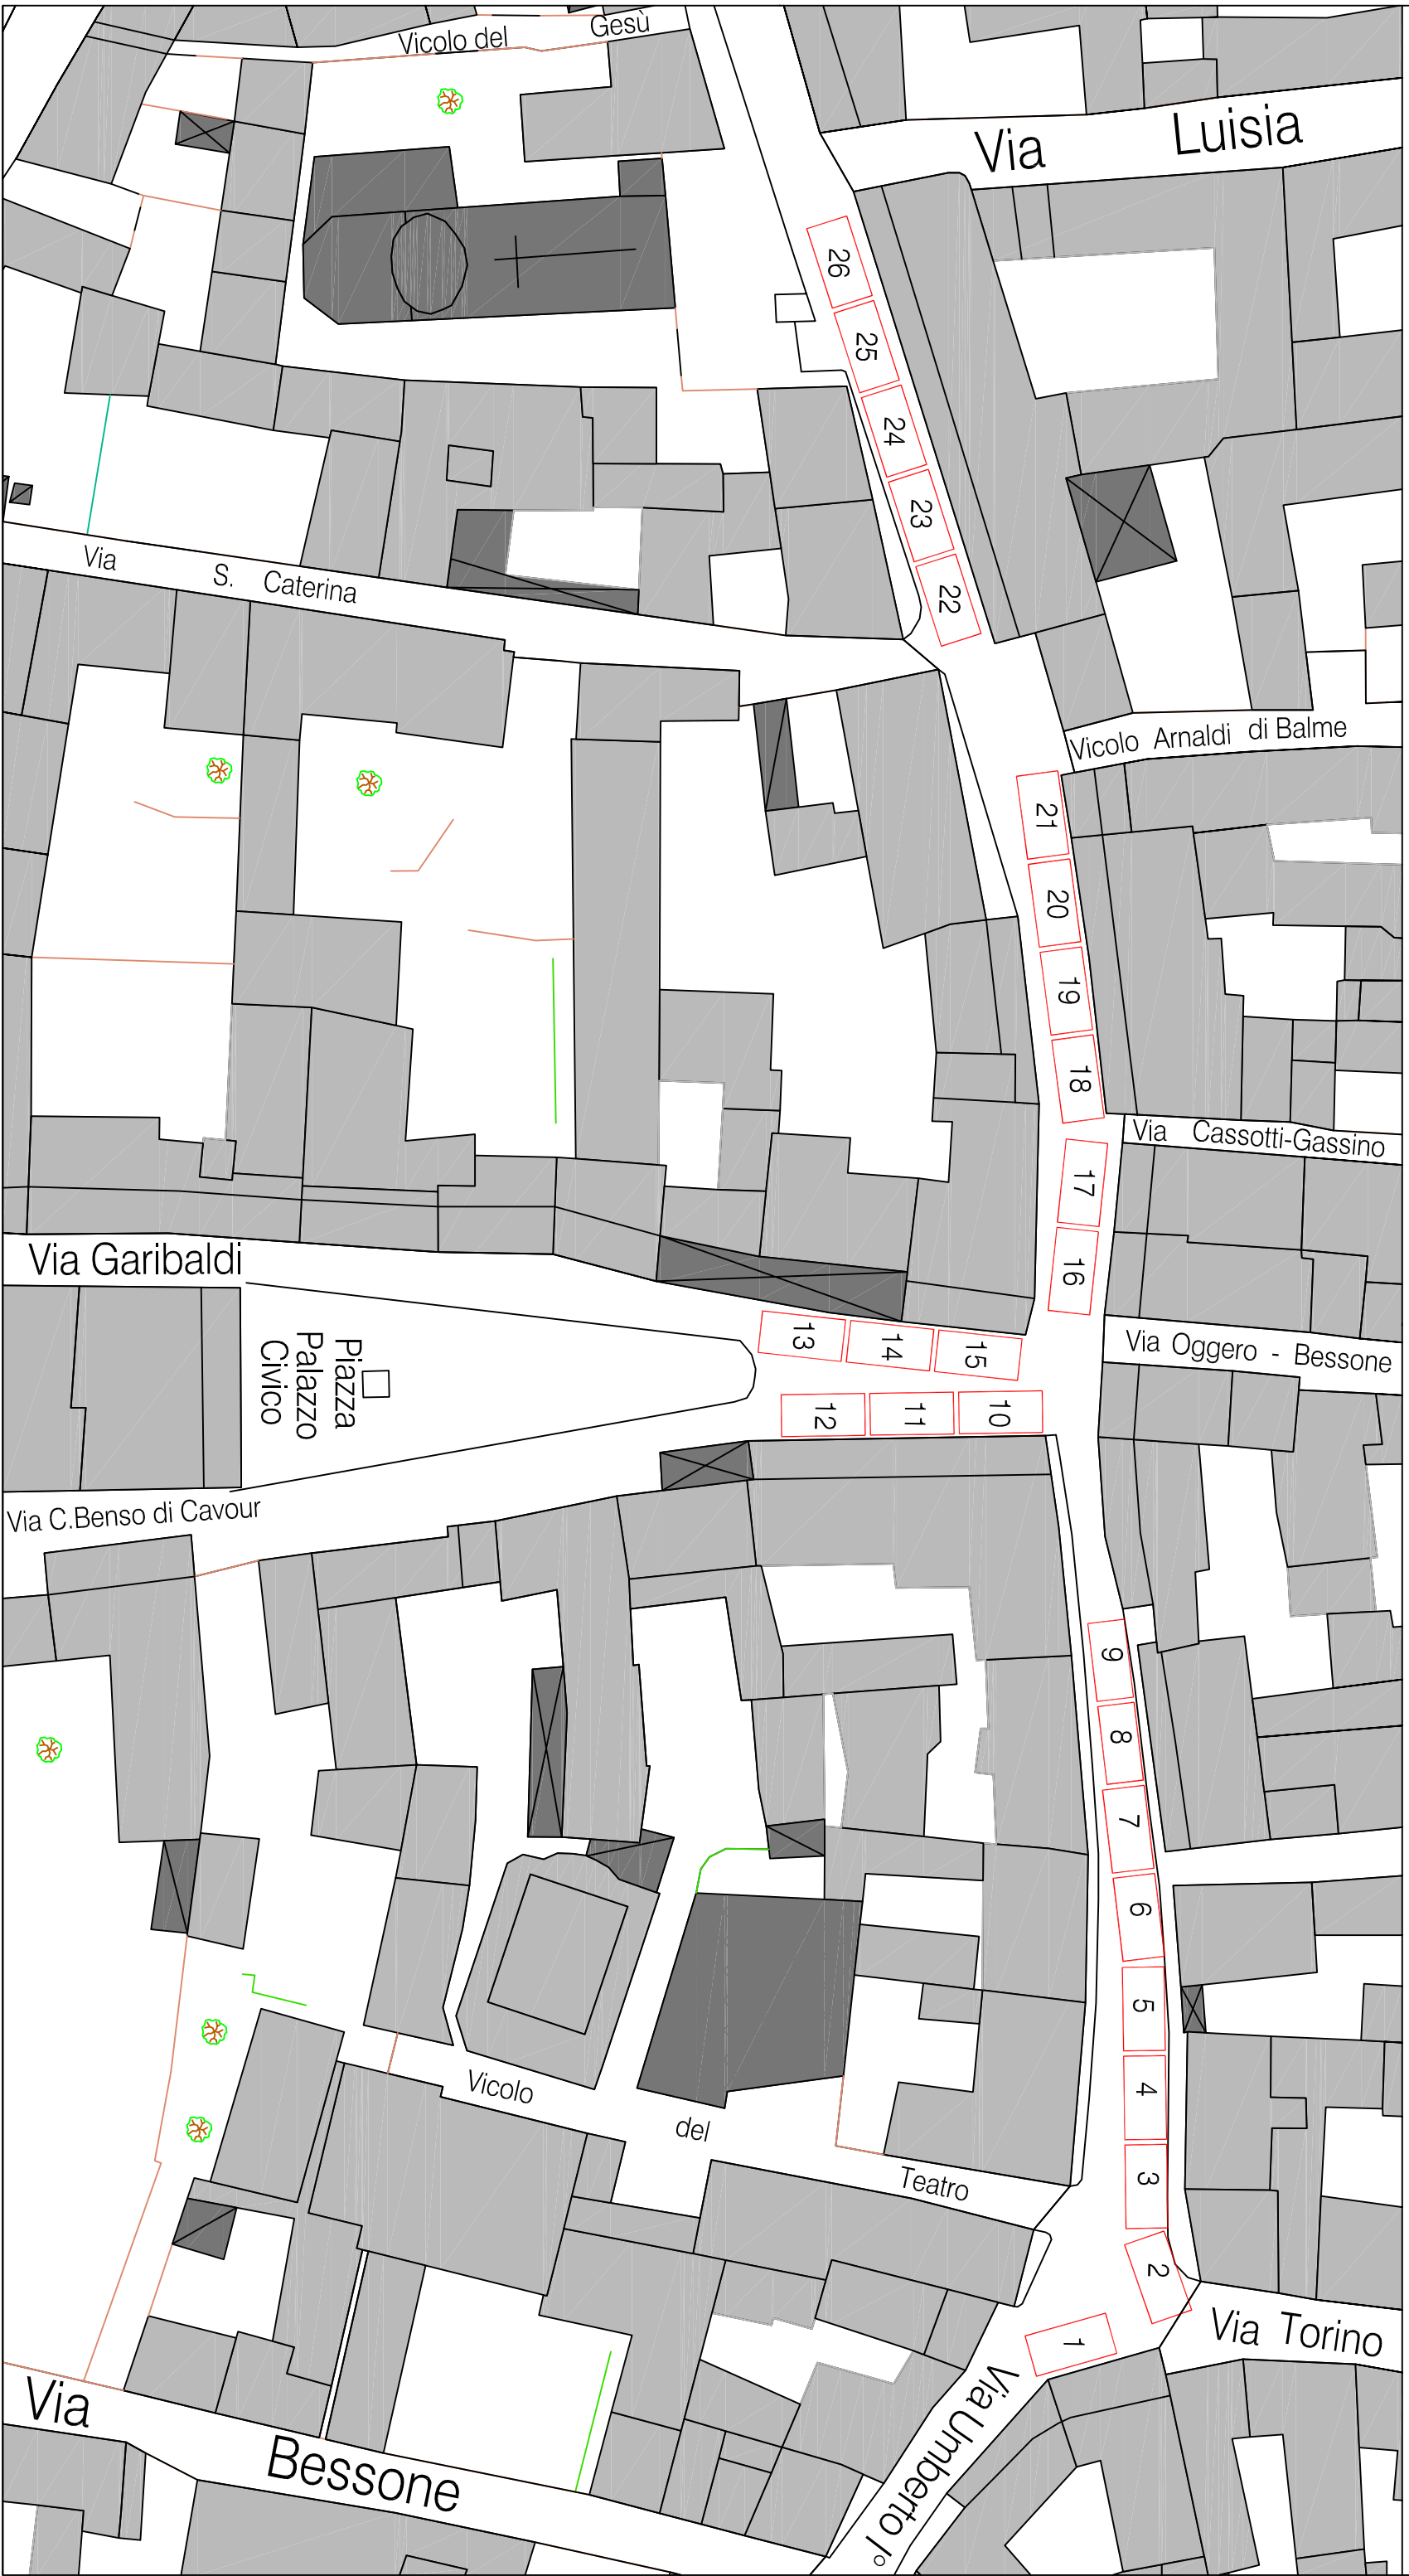 Vicolo del Gesù
Via Luisia
26
25
24
23
22
Via S. Caterina
Vicolo Arnaldi di Balme
21
20
19
18
Via Cassotti-Gassino
17
16
Via Garibaldi
13
14
15
Via Oggero - Bessone
Piazza
Palazzo
Civico
12
11
10
Via C.Benso di Cavour
9
8
7
6
5
4
3
Vicolo del Teatro
2
1
Via Torino
Via Umberto I°
Via Bessone